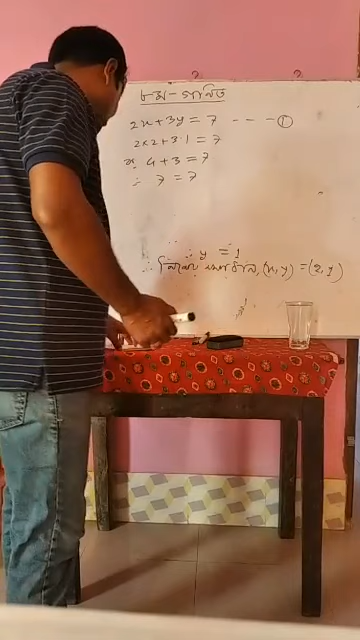 ৮ম - গণিত
2x + 3y = 7 - - - ①
2×2 + 3·1 = 7
বা, 4 + 3 = 7
∴ 7 = 7
∴ y = 1
∴ নির্ণেয় সমাধান, (x, y) = (2, 1)